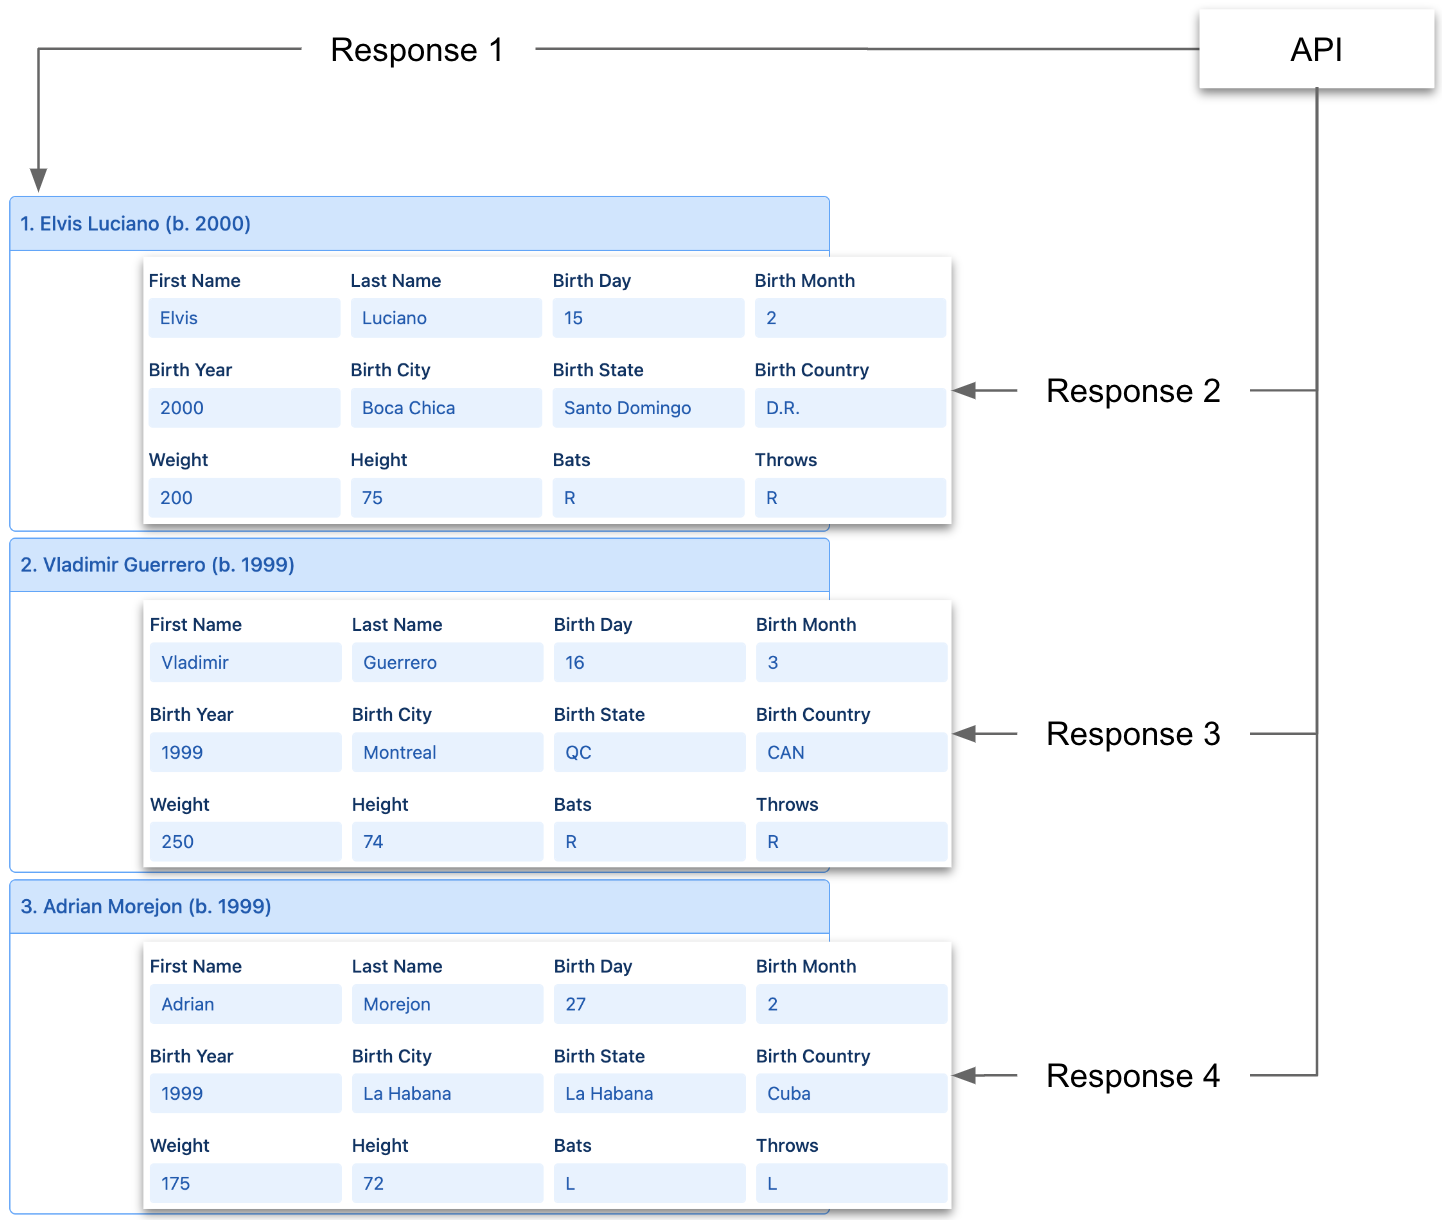 Response 1
API
1. Elvis Luciano (b. 2000)
First Name Last Name Birth Day Birth Month
Elvis Luciano 15 2
Birth Year Birth City Birth State Birth Country
2000 Boca Chica Santo Domingo D.R.
Response 2
Weight Height Bats Throws
200 75 R R
2. Vladimir Guerrero (b. 1999)
First Name Last Name Birth Day Birth Month
Vladimir Guerrero 16 3
Birth Year Birth City Birth State Birth Country
1999 Montreal QC CAN
Response 3
Weight Height Bats Throws
250 74 R R
3. Adrian Morejon (b. 1999)
First Name Last Name Birth Day Birth Month
Adrian Morejon 27 2
Birth Year Birth City Birth State Birth Country
1999 La Habana La Habana Cuba
Response 4
Weight Height Bats Throws
175 72 L L